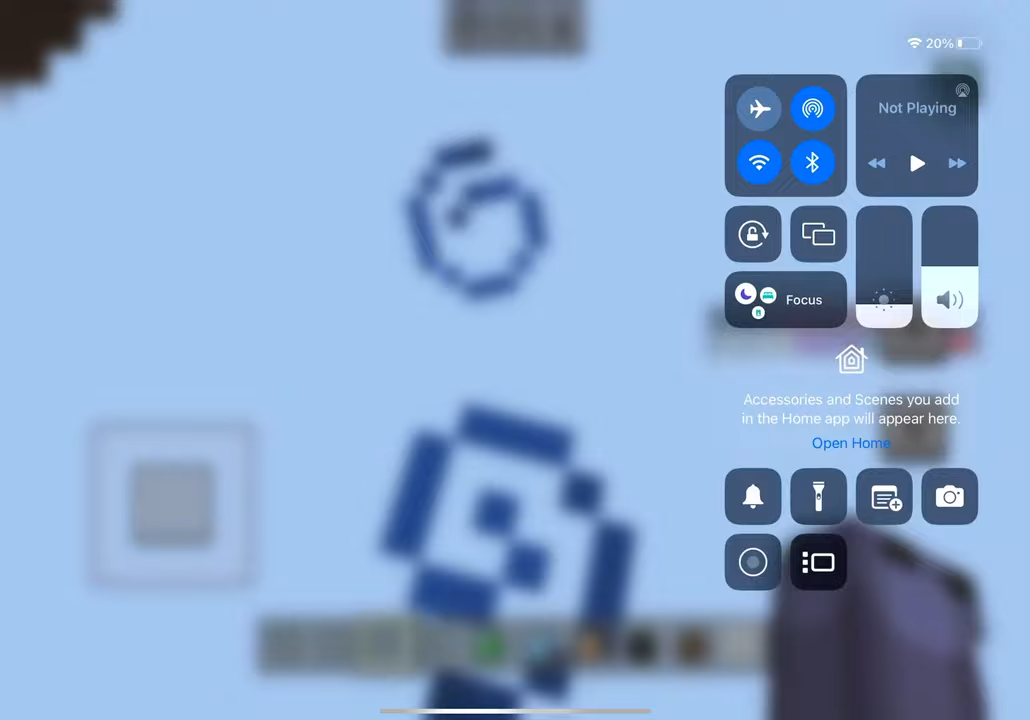 20%
Not Playing
Focus
Accessories and Scenes you add
in the Home app will appear here.
Open Home